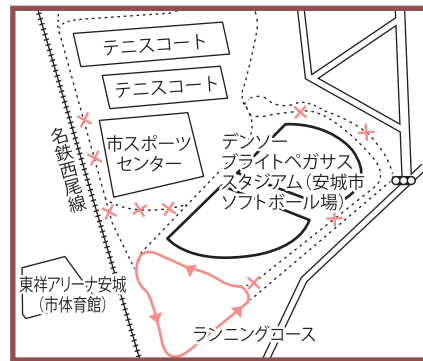 テニスコート
テニスコート
市スポーツ
センター
名鉄西尾線
デンソー
ブライトペガサス
スタジアム(安城市
ソフトボール場)
東祥アリーナ安城
(市体育館)
ランニングコース